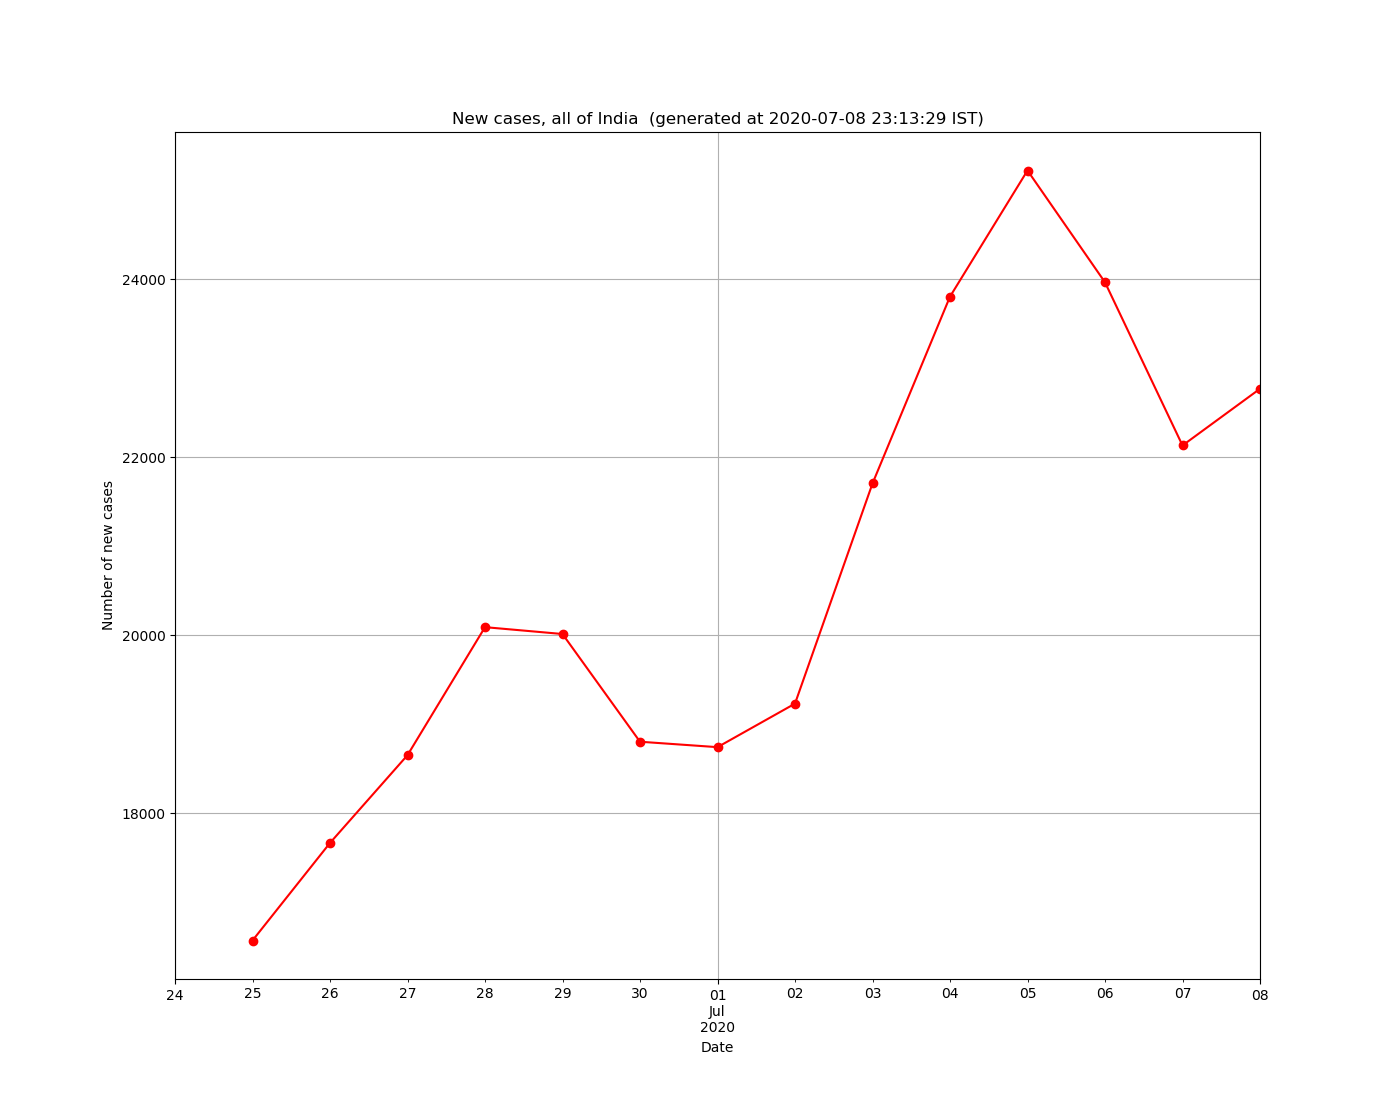 New cases, all of India  (generated at 2020-07-08 23:13:29 IST)
24000
22000
20000
18000
Number of new cases
24 25 26 27 28 29 30 01 02 03 04 05 06 07 08
Jul
2020
Date